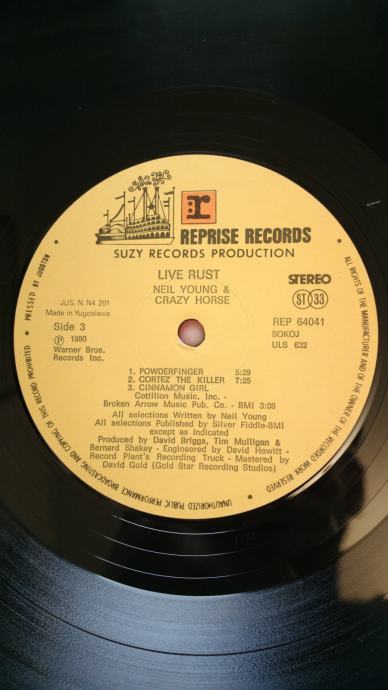 r
REPRISE RECORDS
SUZY RECORDS PRODUCTION
LIVE RUST
NEIL YOUNG &
CRAZY HORSE
STEREO
ST 33
JUS. N. N4 201
Made in Yugoslavia
Side 3
℗ 1980
Warner Bros.
Records Inc.
REP 64041
SOKOJ
ULS 632
1. POWDERFINGER 5:29
2. CORTEZ THE KILLER 7:25
3. CINNAMON GIRL
Cotillion Music, Inc. -
Broken Arrow Music Pub. Co. - BMI 3:08
All selections Written by Neil Young
All selections Published by Silver Fiddle-BMI
except as indicated
Produced by David Briggs, Tim Mulligan &
Bernard Shakey - Engineered by David Hewitt -
Record Plant's Recording Truck - Mastered by
David Gold (Gold Star Recording Studios)
• PRESSED BY JUGOTON •
ALL RIGHTS OF THE MANUFACTURER AND OF THE OWNER OF THE RECORDED WORK RESERVED •
UNAUTHORIZED PUBLIC PERFORMANCE BROADCASTING AND COPYING OF THIS RECORD PROHIBITED